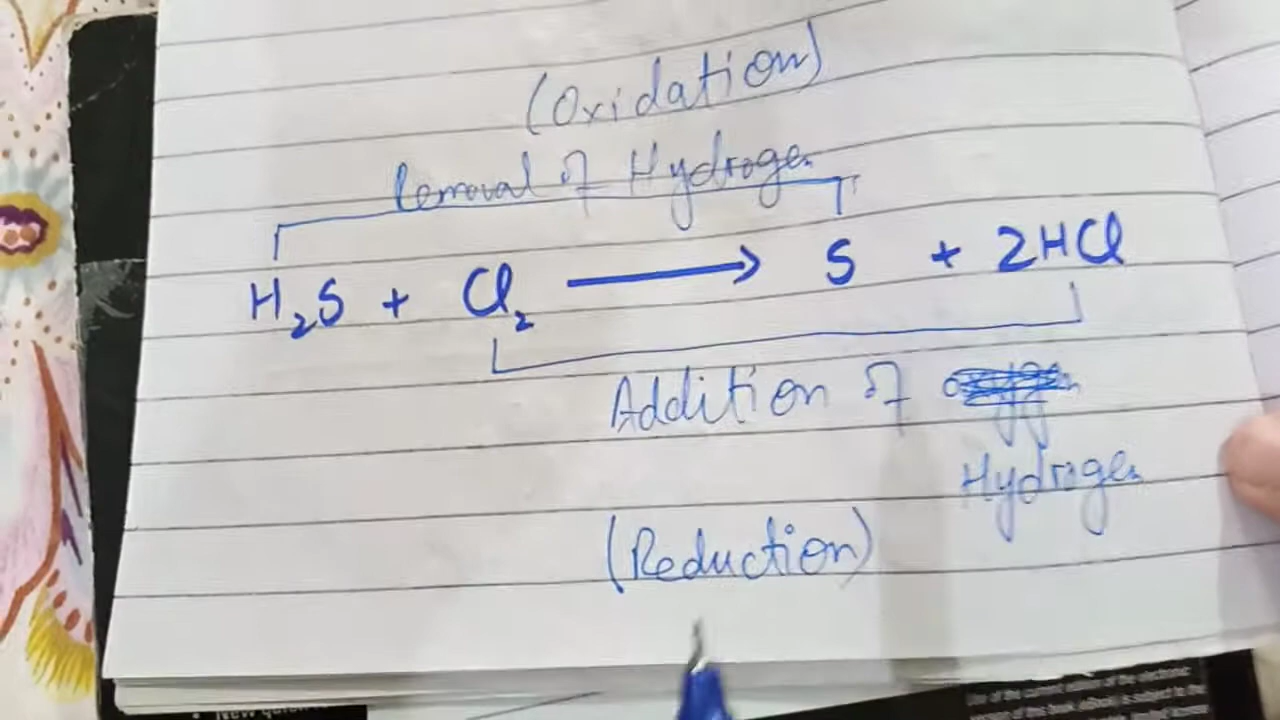 (Oxidation)
Removal of Hydrogen
H₂S + Cl₂ ⟶ S + 2HCl
Addition of
Hydrogen
(Reduction)